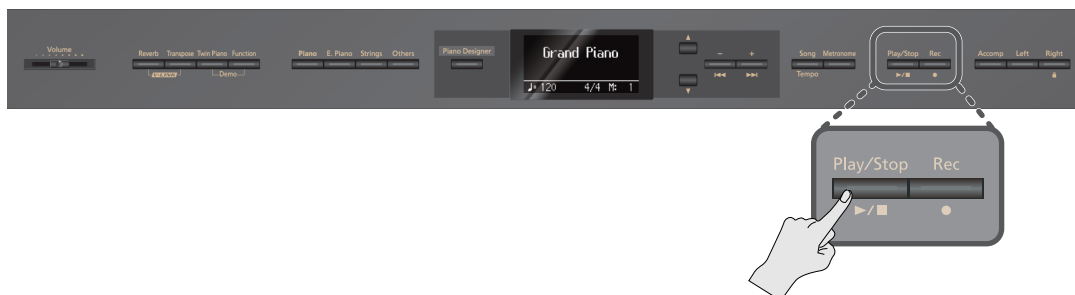 Volume
Reverb Transpose Twin Piano Function
V-LINK
Demo
Piano E. Piano Strings Others
Piano Designer
Grand Piano
♩= 120 4/4 M: 1
▲
▼
− +
⏮ ⏭
Song Metronome
Tempo
Play/Stop Rec
►/■ ●
Accomp Left Right
Play/Stop Rec
►/■ ●